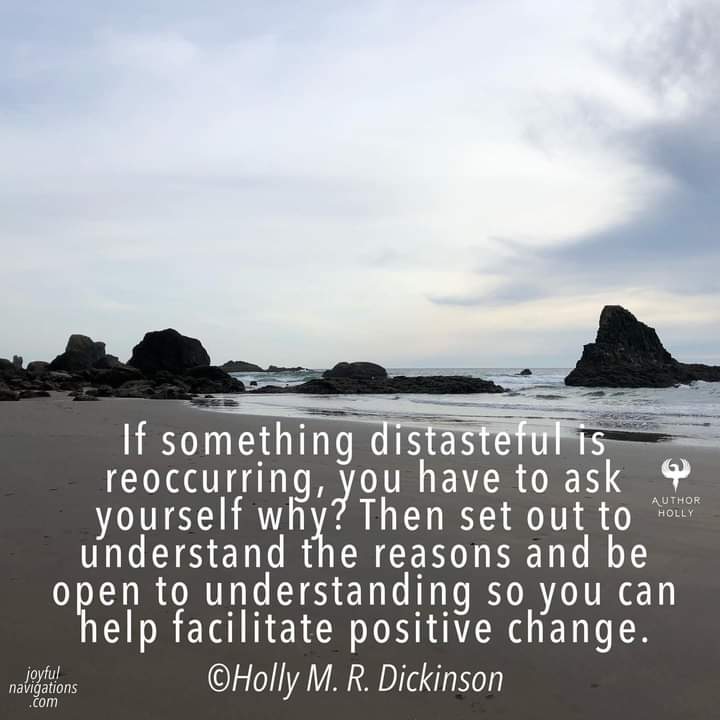 If something distasteful is
reoccurring, you have to ask
yourself why? Then set out to
understand the reasons and be
open to understanding so you can
help facilitate positive change.
©Holly M. R. Dickinson
AUTHOR
HOLLY
joyful
navigations
.com